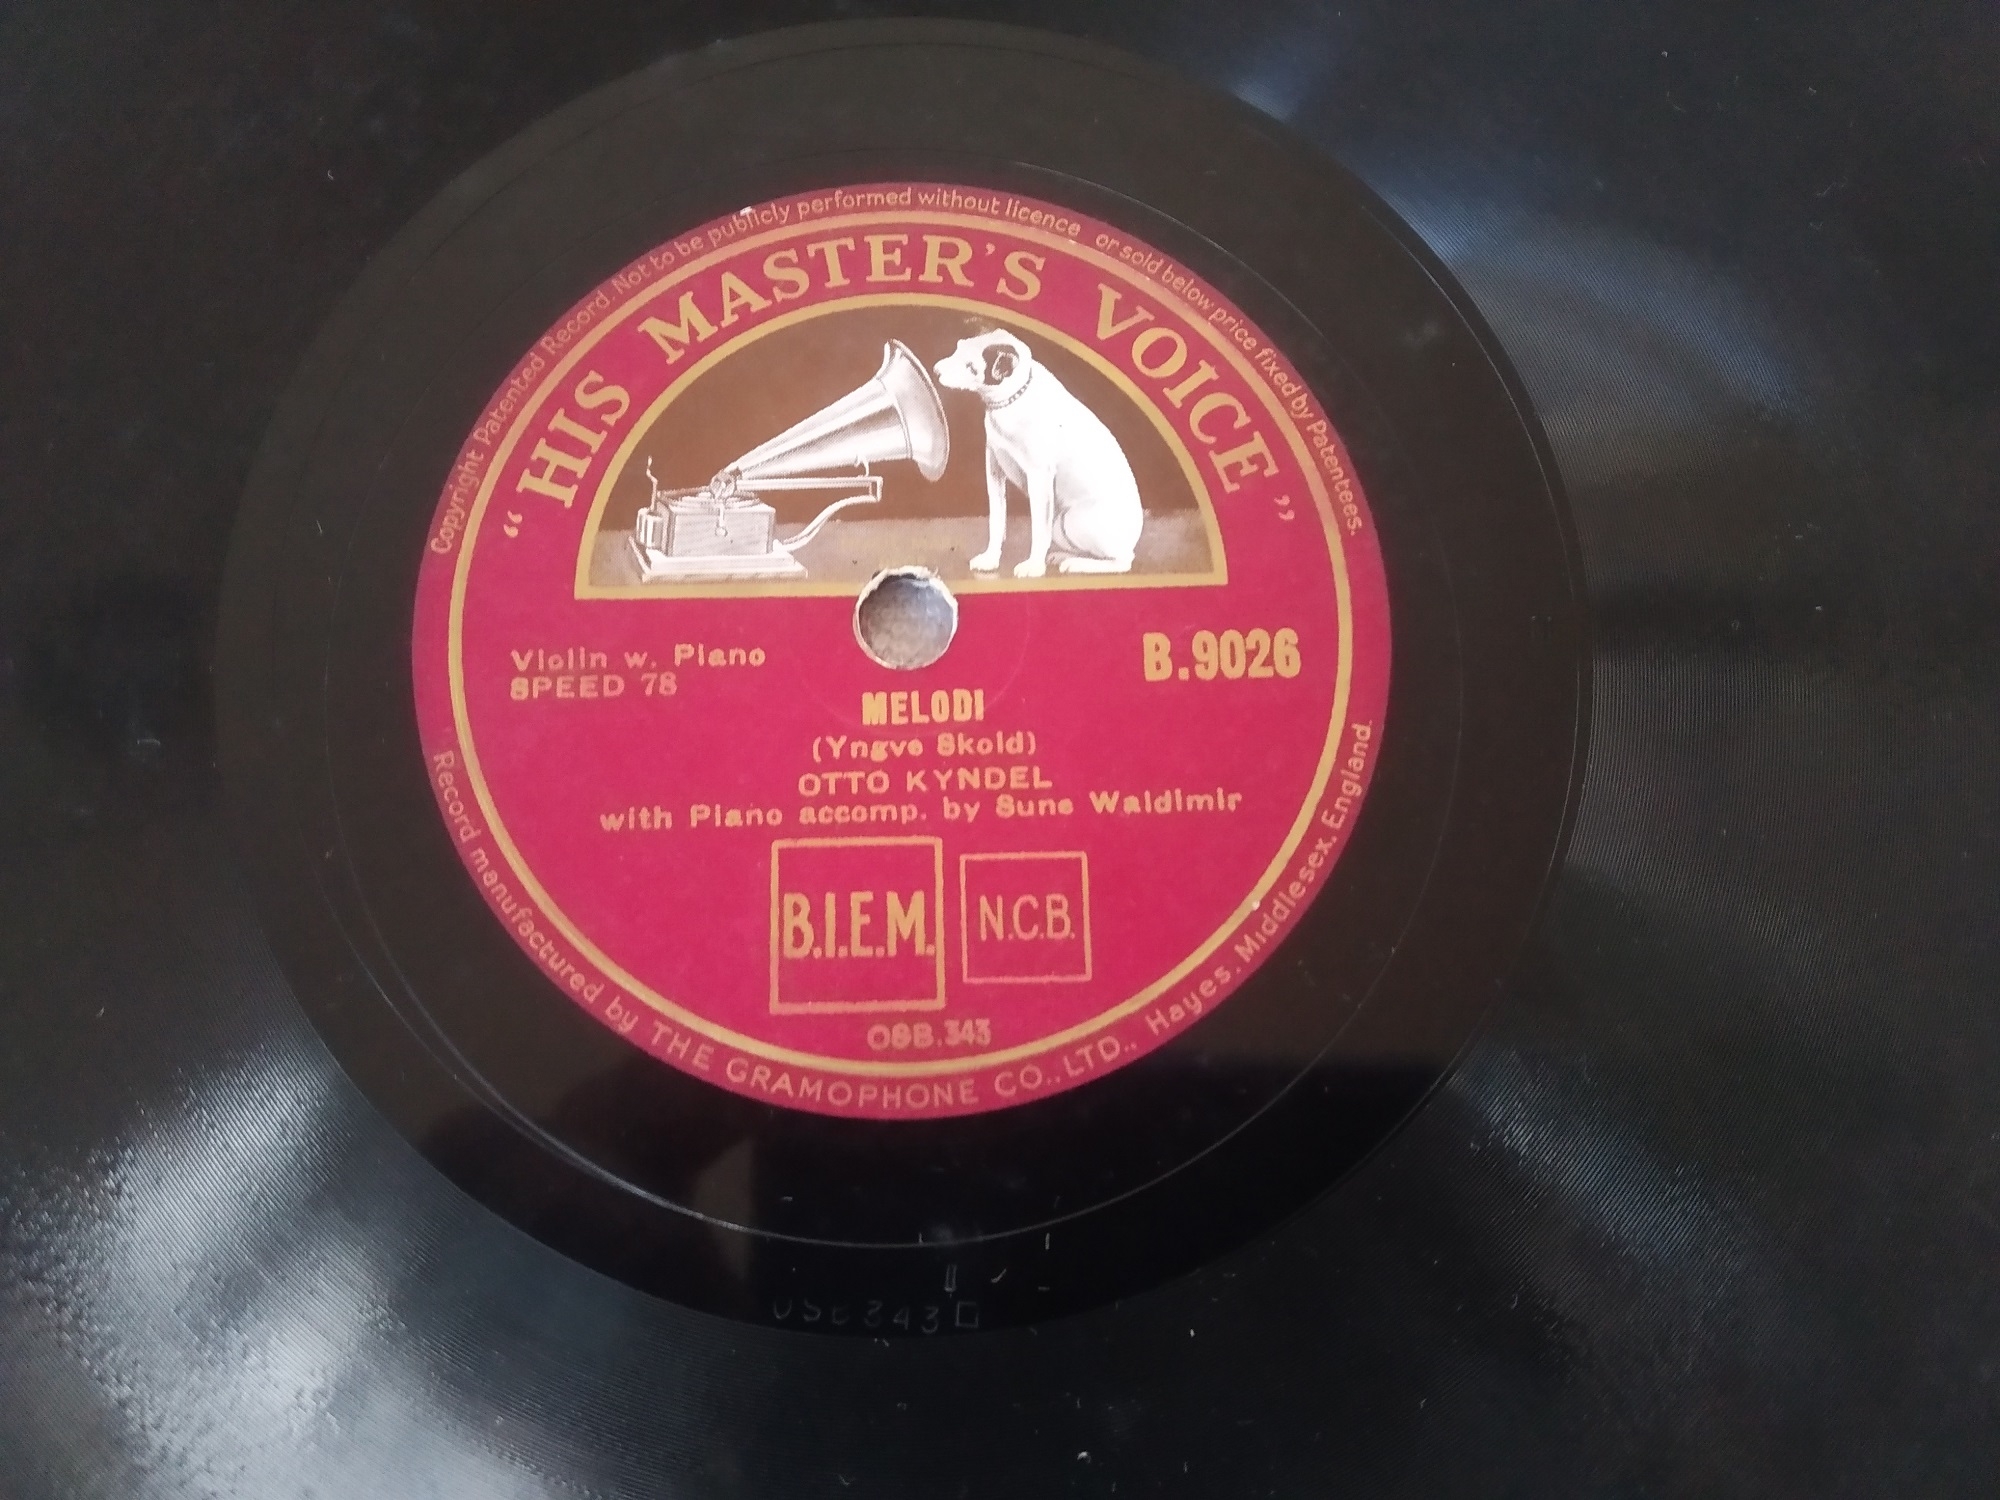 Copyright Patented Record. Not to be publicly performed without licence or sold below price fixed by Patentees.
"HIS MASTER'S VOICE"
Violin w. Piano
SPEED 78
B.9026
MELODI
(Yngve Skold)
OTTO KYNDEL
with Piano accomp. by Sune Waldimir
B.I.E.M.
N.C.B.
OSB.343
Record manufactured by THE GRAMOPHONE CO., LTD., Hayes, Middlesex, England.